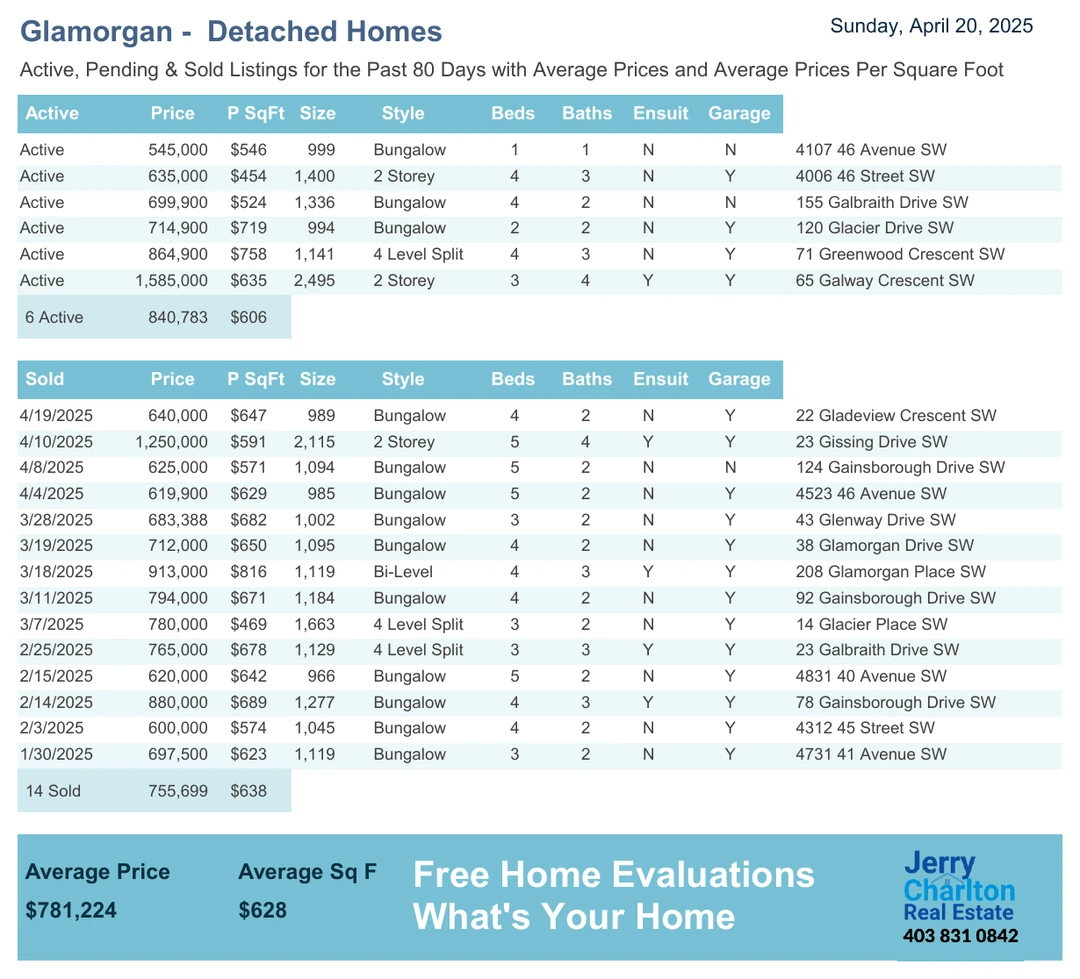 Glamorgan - Detached Homes
Sunday, April 20, 2025
Active, Pending & Sold Listings for the Past 80 Days with Average Prices and Average Prices Per Square Foot
Active Price P SqFt Size Style Beds Baths Ensuit Garage
Active 545,000 $546 999 Bungalow 1 1 N N 4107 46 Avenue SW
Active 635,000 $454 1,400 2 Storey 4 3 N Y 4006 46 Street SW
Active 699,900 $524 1,336 Bungalow 4 2 N N 155 Galbraith Drive SW
Active 714,900 $719 994 Bungalow 2 2 N Y 120 Glacier Drive SW
Active 864,900 $758 1,141 4 Level Split 4 3 N Y 71 Greenwood Crescent SW
Active 1,585,000 $635 2,495 2 Storey 3 4 Y Y 65 Galway Crescent SW
6 Active 840,783 $606
Sold Price P SqFt Size Style Beds Baths Ensuit Garage
4/19/2025 640,000 $647 989 Bungalow 4 2 N Y 22 Gladeview Crescent SW
4/10/2025 1,250,000 $591 2,115 2 Storey 5 4 Y Y 23 Gissing Drive SW
4/8/2025 625,000 $571 1,094 Bungalow 5 2 N N 124 Gainsborough Drive SW
4/4/2025 619,900 $629 985 Bungalow 5 2 N Y 4523 46 Avenue SW
3/28/2025 683,388 $682 1,002 Bungalow 3 2 N Y 43 Glenway Drive SW
3/19/2025 712,000 $650 1,095 Bungalow 4 2 N Y 38 Glamorgan Drive SW
3/18/2025 913,000 $816 1,119 Bi-Level 4 3 Y Y 208 Glamorgan Place SW
3/11/2025 794,000 $671 1,184 Bungalow 4 2 N Y 92 Gainsborough Drive SW
3/7/2025 780,000 $469 1,663 4 Level Split 3 2 N Y 14 Glacier Place SW
2/25/2025 765,000 $678 1,129 4 Level Split 3 3 Y Y 23 Galbraith Drive SW
2/15/2025 620,000 $642 966 Bungalow 5 2 N Y 4831 40 Avenue SW
2/14/2025 880,000 $689 1,277 Bungalow 4 3 Y Y 78 Gainsborough Drive SW
2/3/2025 600,000 $574 1,045 Bungalow 4 2 N Y 4312 45 Street SW
1/30/2025 697,500 $623 1,119 Bungalow 3 2 N Y 4731 41 Avenue SW
14 Sold 755,699 $638
Average Price Average Sq F
$781,224 $628
Free Home Evaluations
What's Your Home
Jerry
Charlton
Real Estate
403 831 0842